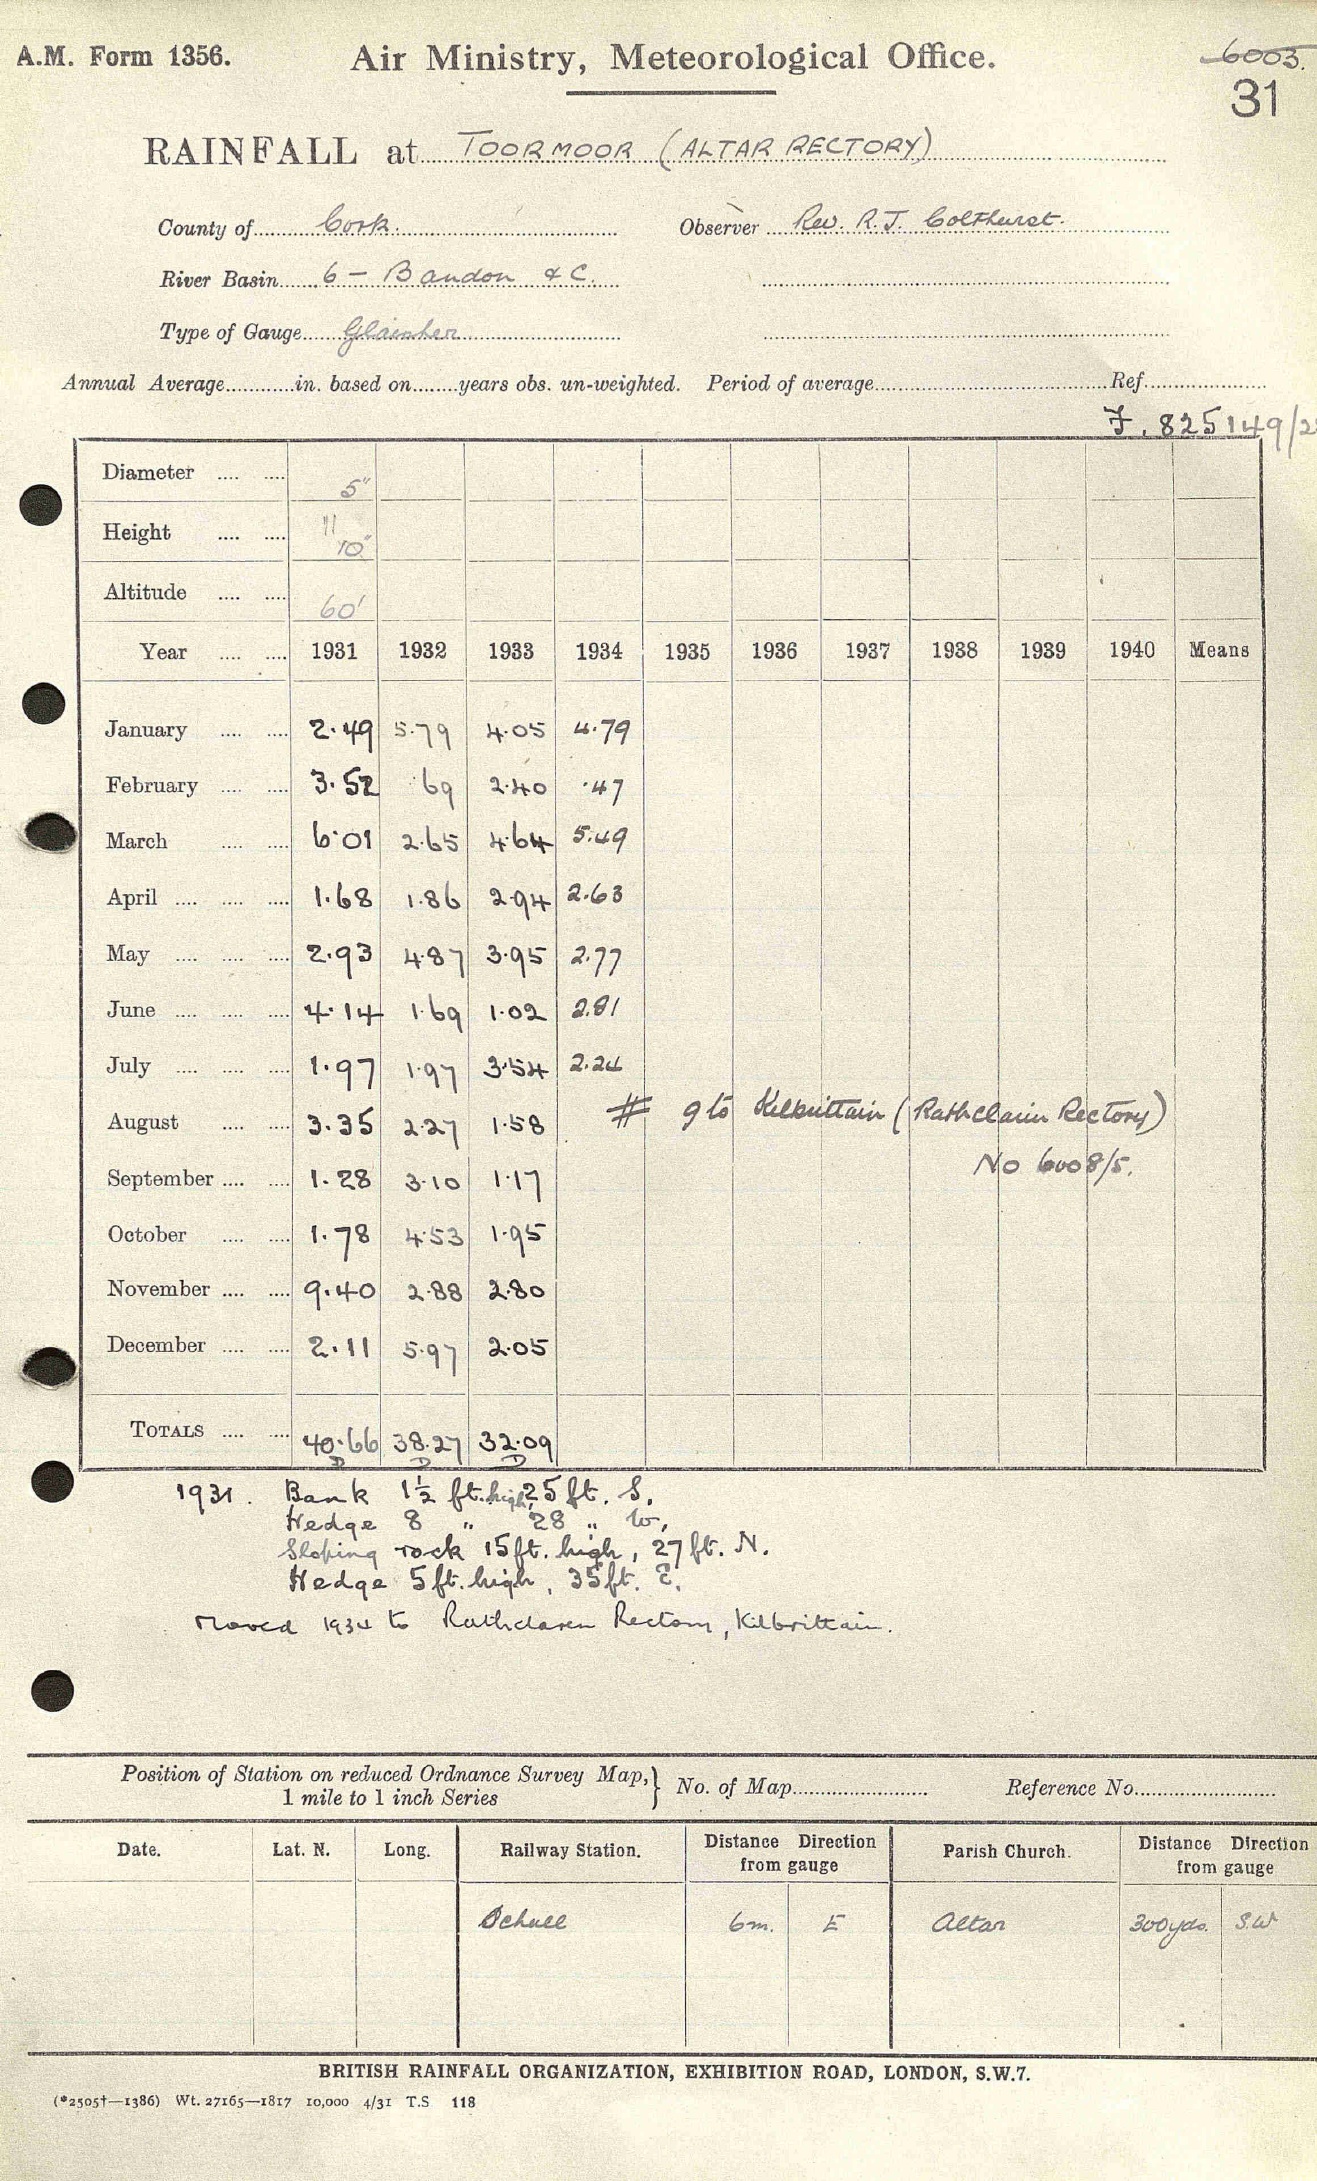 A.M. Form 1356. Air Ministry, Meteorological Office. 6003.
31
RAINFALL at TOORMOOR (ALTAR RECTORY)
County of Cork. Observer Rev. R.J. Colthurst.
River Basin 6 - Bandon &c.
Type of Gauge Glaisher
Annual Average in. based on years obs. un-weighted. Period of average Ref.
F. 825149/2
Diameter 5"
Height 11 10"
Altitude 60'
Year 1931 1932 1933 1934 1935 1936 1937 1938 1939 1940 Means
January 2.49 5.79 4.05 4.79
February 3.52 .69 2.40 .47
March 6.01 2.65 4.64 5.49
April 1.68 1.86 2.94 2.63
May 2.93 4.87 3.95 2.77
June 4.14 1.69 1.02 2.81
July 1.97 1.97 3.54 2.24
August 3.35 2.27 1.58 # g to Kilbrittain (Rathclarin Rectory)
No 6008/5.
September 1.28 3.10 1.17
October 1.78 4.53 1.95
November 9.40 2.88 2.80
December 2.11 5.97 2.05
TOTALS 40.66 38.27 32.09
D D D
1931. Bank 1½ ft. high, 25 ft. S.
Hedge 8 " 28 " W.
Sloping rock 15 ft. high, 27 ft. N.
Hedge 5 ft. high, 35 ft. E.
Moved 1934 to Rathclaren Rectory, Kilbrittain.
Position of Station on reduced Ordnance Survey Map, 1 mile to 1 inch Series } No. of Map Reference No.
Date. Lat. N. Long. Railway Station. Distance Direction from gauge Parish Church. Distance Direction from gauge
Schull 6m. E Altar 300yds. S.W
BRITISH RAINFALL ORGANIZATION, EXHIBITION ROAD, LONDON, S.W.7.
(*2505†—1386) Wt. 27165—1817 10,000 4/31 T.S 118